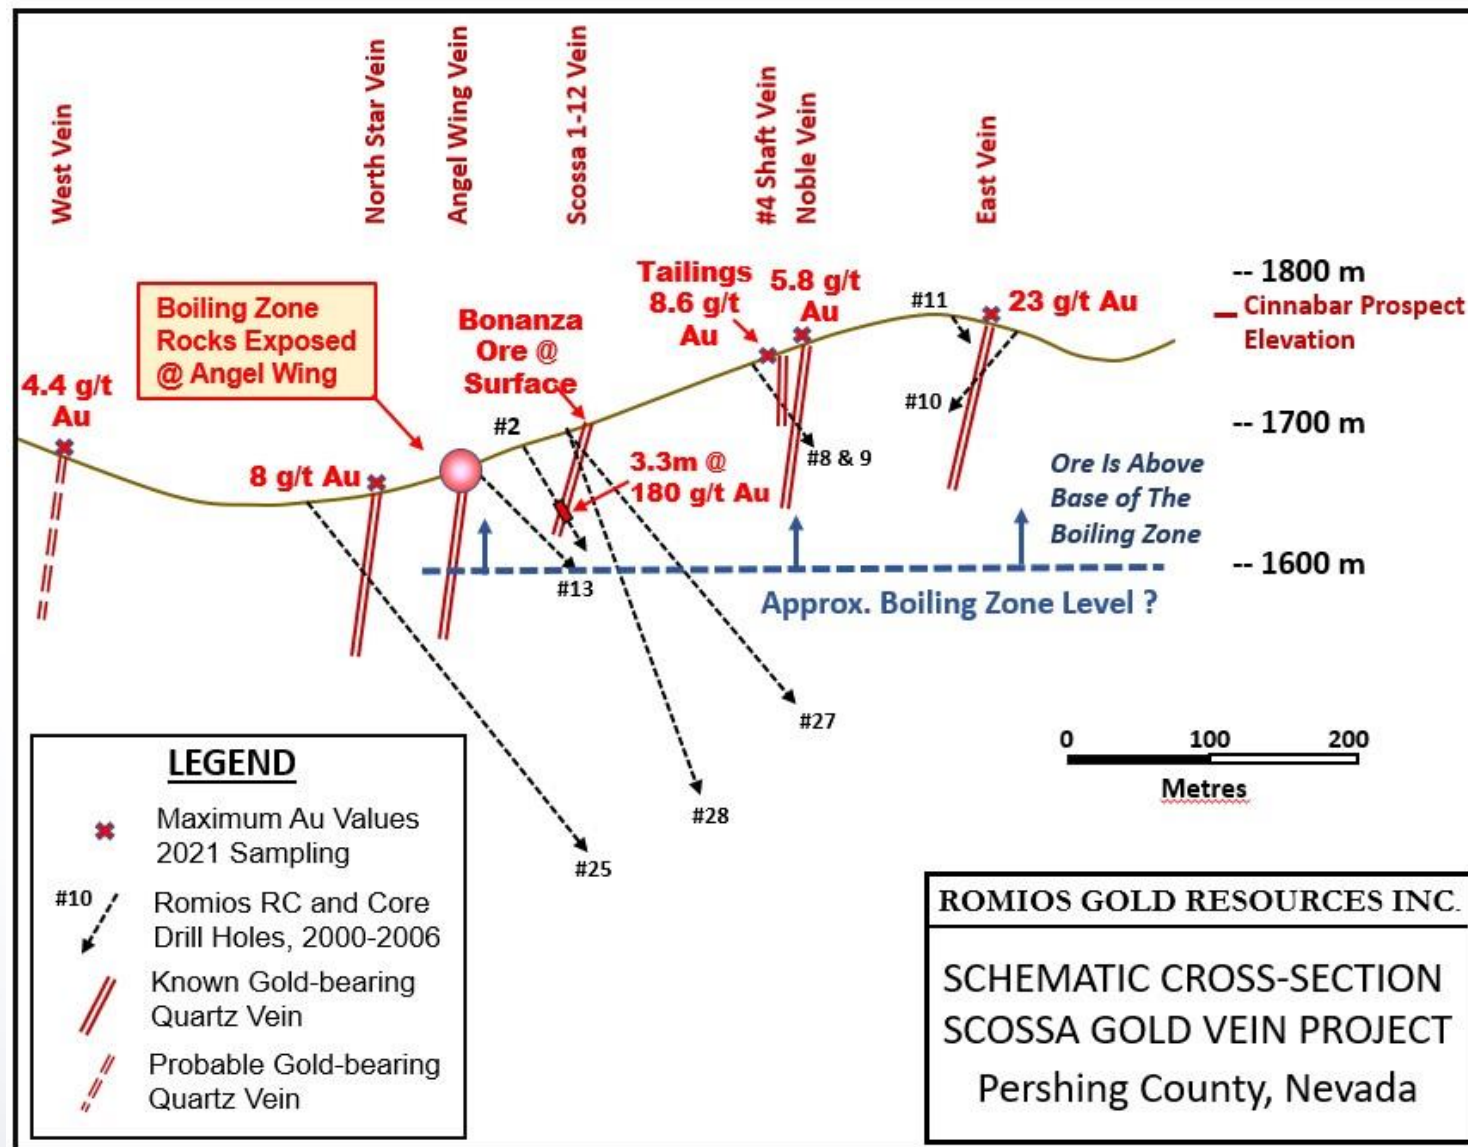 West Vein
North Star Vein
Angel Wing Vein
Scossa 1-12 Vein
#4 Shaft Vein
Noble Vein
East Vein
-- 1800 m
Cinnabar Prospect
Elevation
-- 1700 m
-- 1600 m
Boiling Zone
Rocks Exposed
@ Angel Wing
4.4 g/t
Au
8 g/t Au
Bonanza
Ore @
Surface
#2
3.3m @
180 g/t Au
#13
Tailings
8.6 g/t
Au
5.8 g/t
Au
#8 & 9
#11
23 g/t Au
#10
Ore Is Above
Base of The
Boiling Zone
Approx. Boiling Zone Level ?
#27
#28
#25
0 100 200
Metres
LEGEND
Maximum Au Values
2021 Sampling
#10
Romios RC and Core
Drill Holes, 2000-2006
Known Gold-bearing
Quartz Vein
Probable Gold-bearing
Quartz Vein
ROMIOS GOLD RESOURCES INC.
SCHEMATIC CROSS-SECTION
SCOSSA GOLD VEIN PROJECT
Pershing County, Nevada